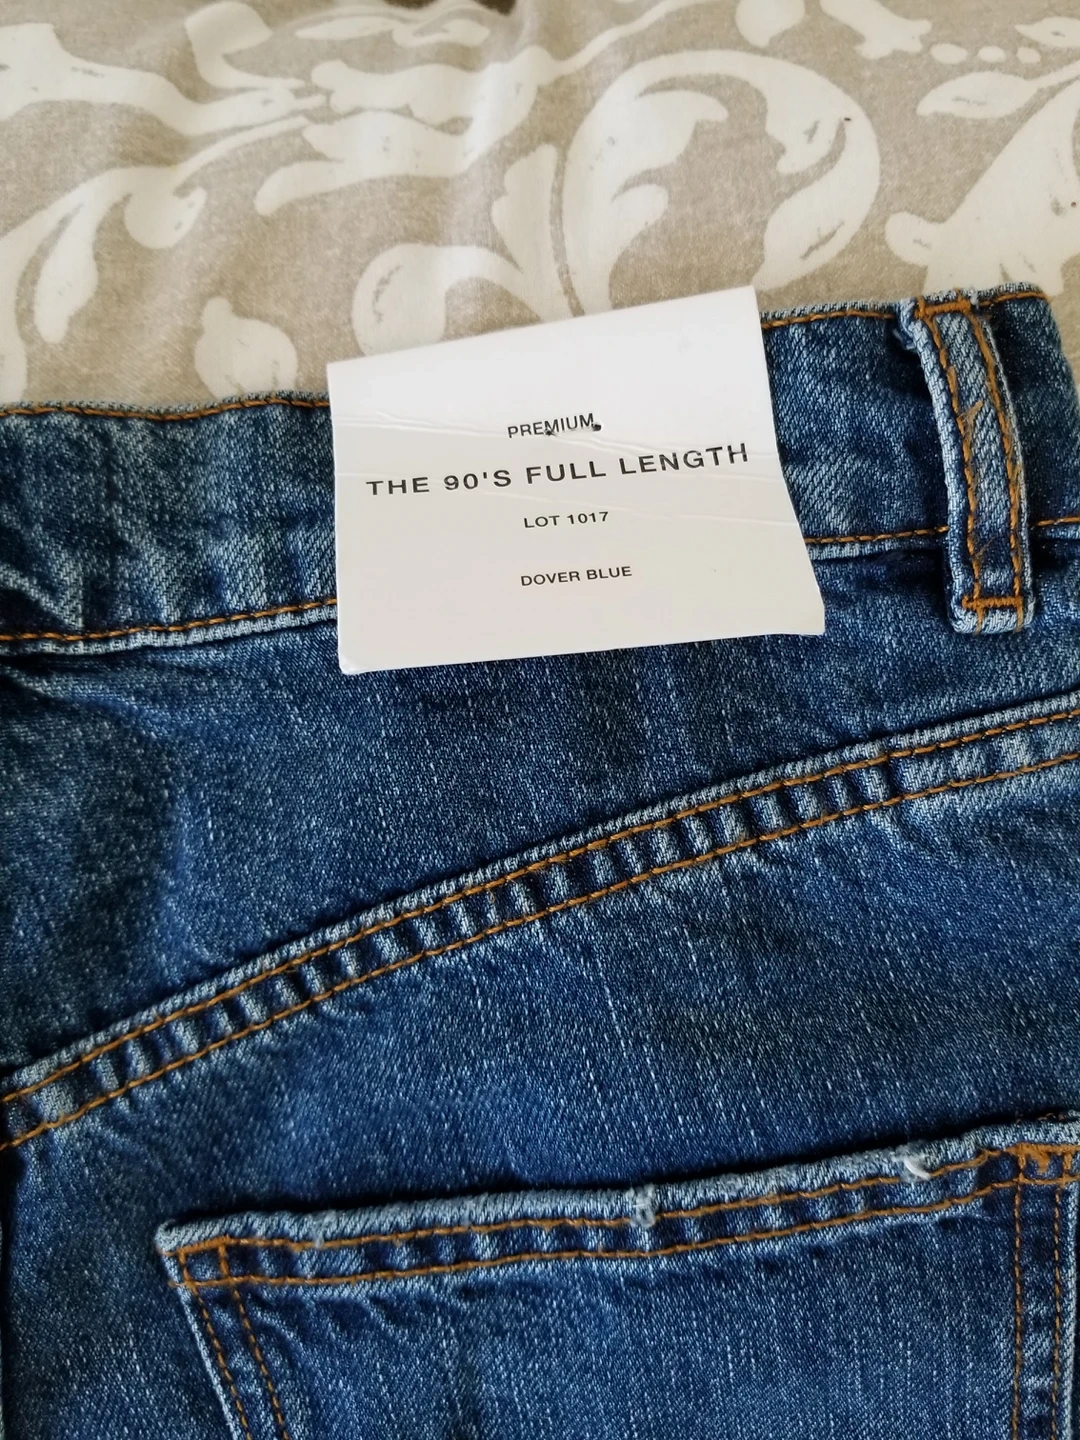 PREMIUM
THE 90'S FULL LENGTH
LOT 1017
DOVER BLUE